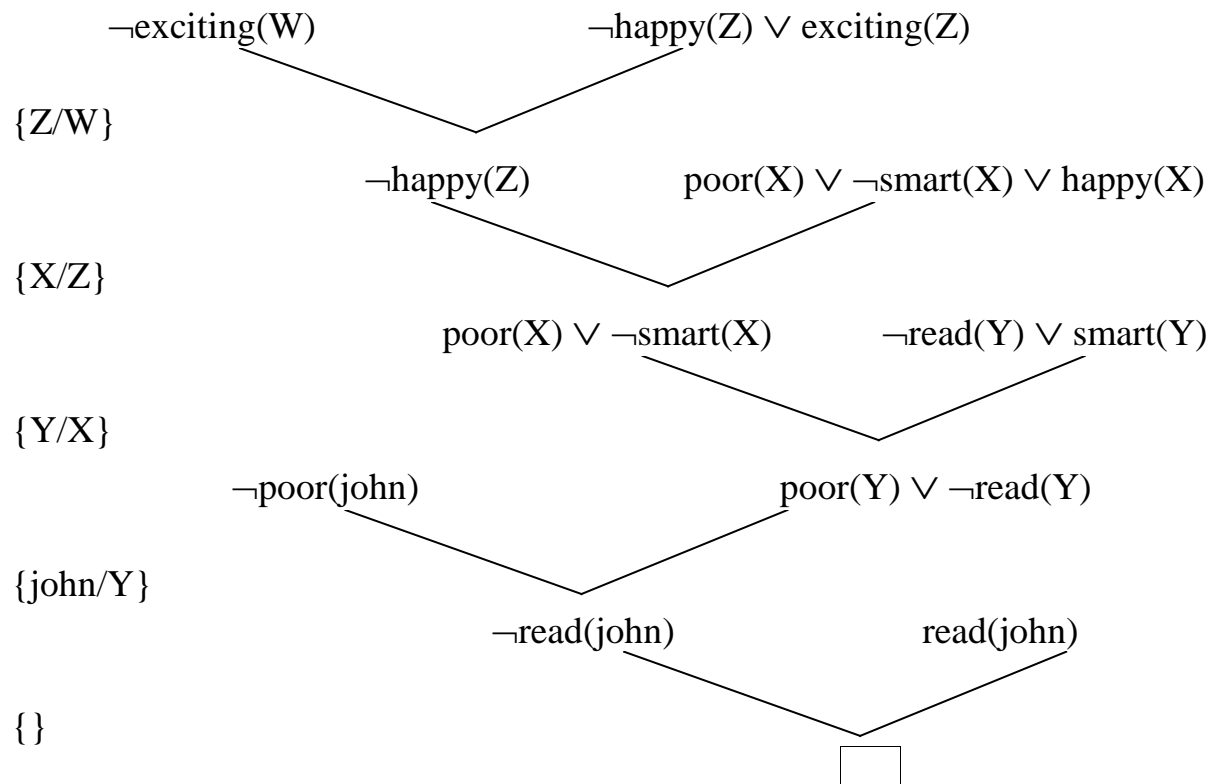 ¬exciting(W) ¬happy(Z) ∨ exciting(Z)
{Z/W}
¬happy(Z) poor(X) ∨ ¬smart(X) ∨ happy(X)
{X/Z}
poor(X) ∨ ¬smart(X) ¬read(Y) ∨ smart(Y)
{Y/X}
¬poor(john) poor(Y) ∨ ¬read(Y)
{john/Y}
¬read(john) read(john)
{}